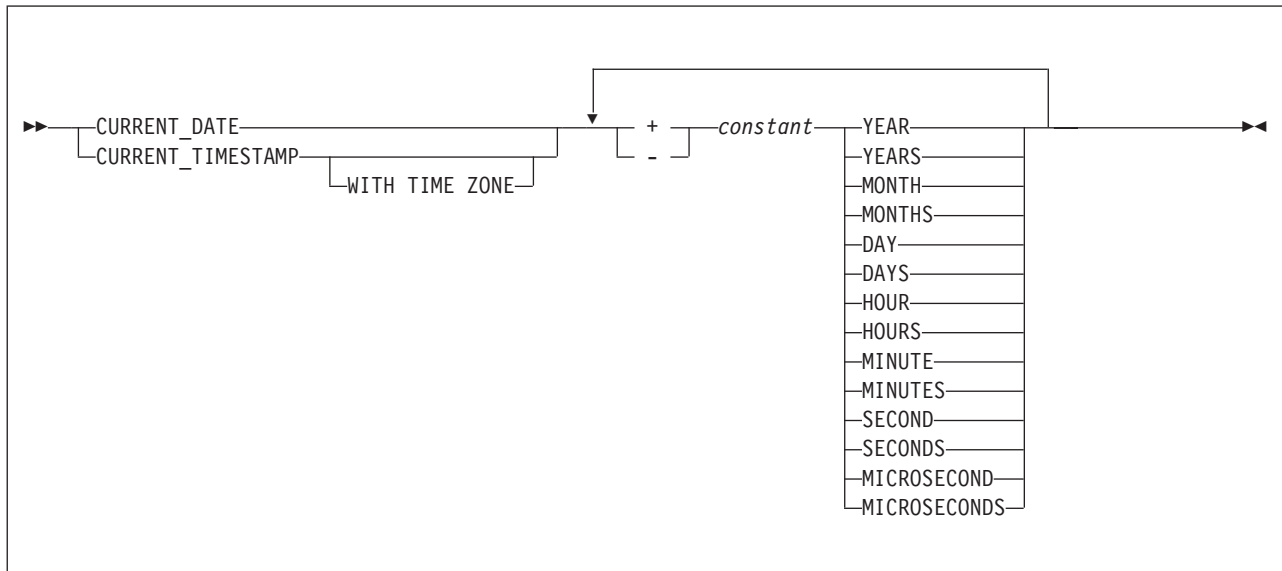 CURRENT_DATE + constant YEAR
CURRENT_TIMESTAMP - YEARS
WITH TIME ZONE MONTH
MONTHS
DAY
DAYS
HOUR
HOURS
MINUTE
MINUTES
SECOND
SECONDS
MICROSECOND
MICROSECONDS